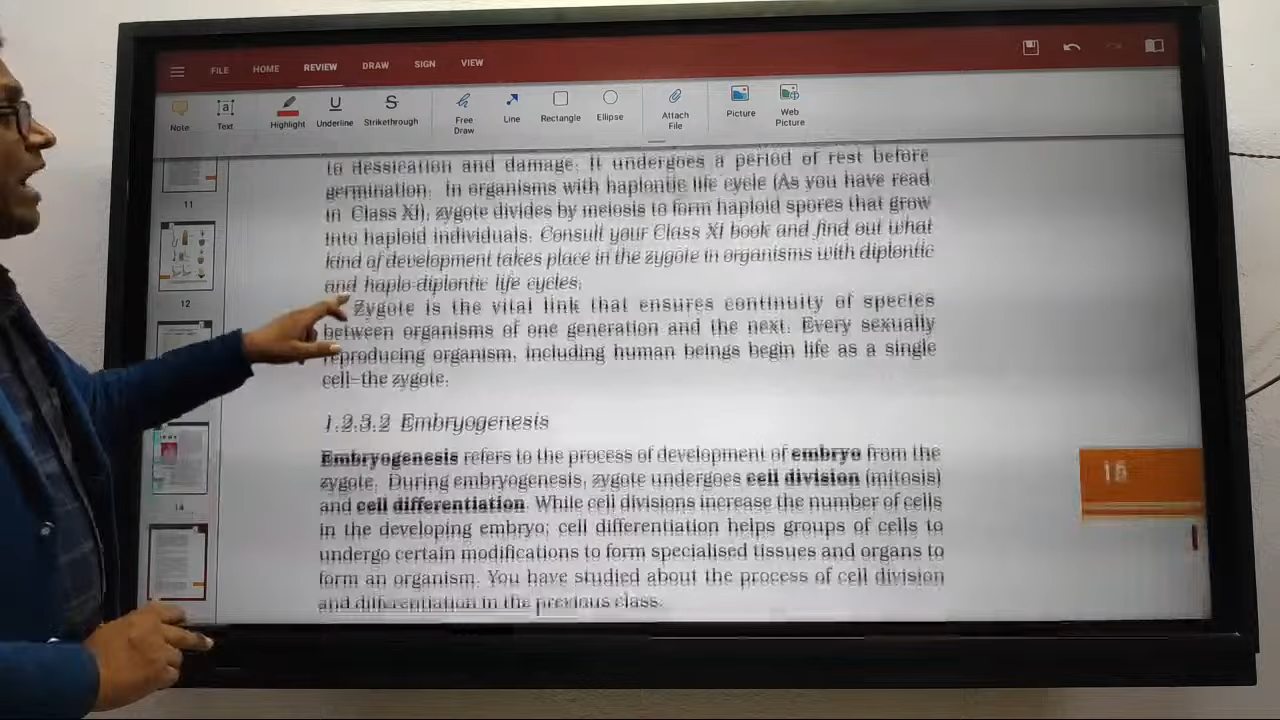 FILE HOME REVIEW DRAW SIGN VIEW
Note Text Highlight Underline Strikethrough Free Draw Line Rectangle Ellipse Attach File Picture Web Picture
to dessication and damage. It undergoes a period of rest before
germination. In organisms with haplontic life cycle (As you have read
in Class XI), zygote divides by meiosis to form haploid spores that grow
into haploid individuals. Consult your Class XI book and find out what
kind of development takes place in the zygote in organisms with diplontic
and haplo-diplontic life cycles.
Zygote is the vital link that ensures continuity of species
between organisms of one generation and the next. Every sexually
reproducing organism, including human beings begin life as a single
cell–the zygote.
1.2.3.2 Embryogenesis
Embryogenesis refers to the process of development of embryo from the
zygote. During embryogenesis, zygote undergoes cell division (mitosis)
and cell differentiation. While cell divisions increase the number of cells
in the developing embryo; cell differentiation helps groups of cells to
undergo certain modifications to form specialised tissues and organs to
form an organism. You have studied about the process of cell division
and differentiation in the previous class.
11
12
14